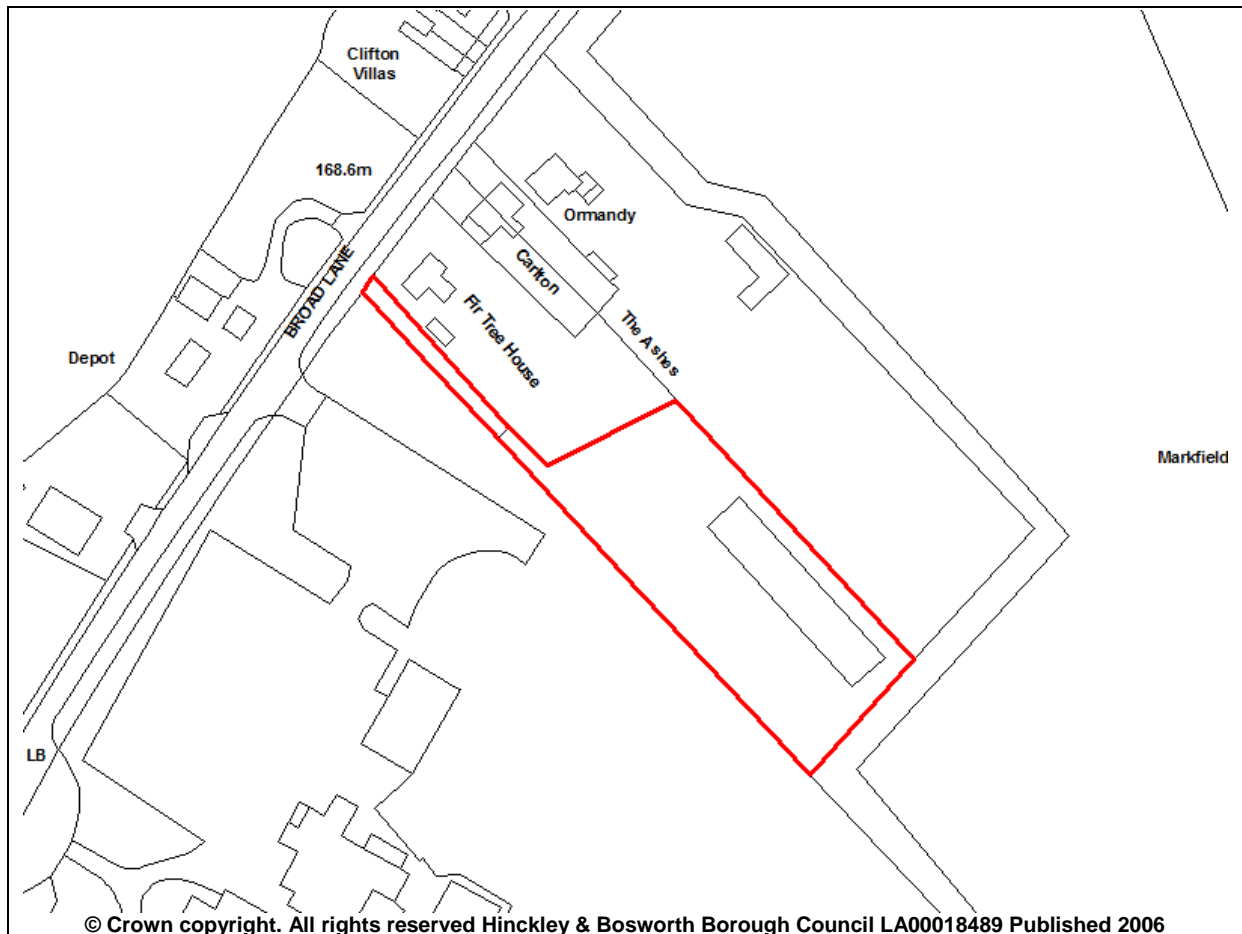 Clifton
Villas
168.6m
Ormandy
BROAD LANE
Carlton
Fir Tree House
The Ashes
Depot
Markfield
LB
© Crown copyright. All rights reserved Hinckley & Bosworth Borough Council LA00018489 Published 2006